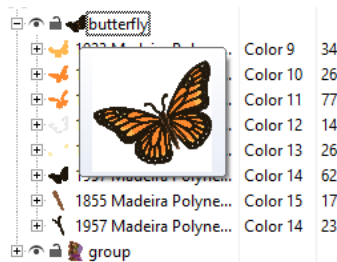 butterfly
Color 9 34
Color 10 26
Color 11 77
Color 12 14
Color 13 26
Madeira Polyne... Color 14 62
1855 Madeira Polyne... Color 15 17
1957 Madeira Polyne... Color 14 23
group